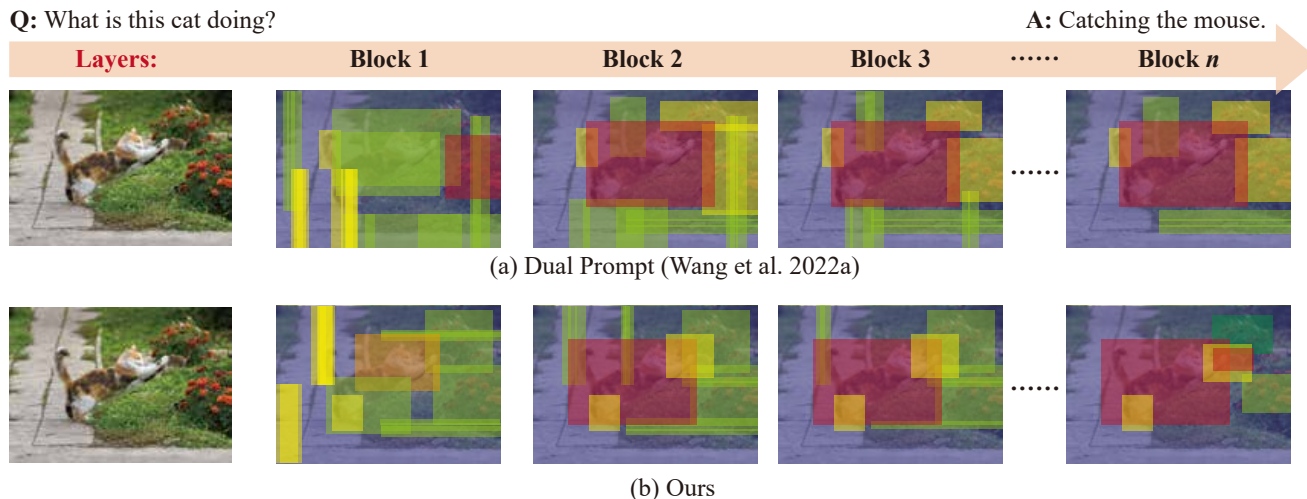 Q: What is this cat doing? A: Catching the mouse.
Layers: Block 1 Block 2 Block 3 ...... Block n
......
(a) Dual Prompt (Wang et al. 2022a)
......
(b) Ours